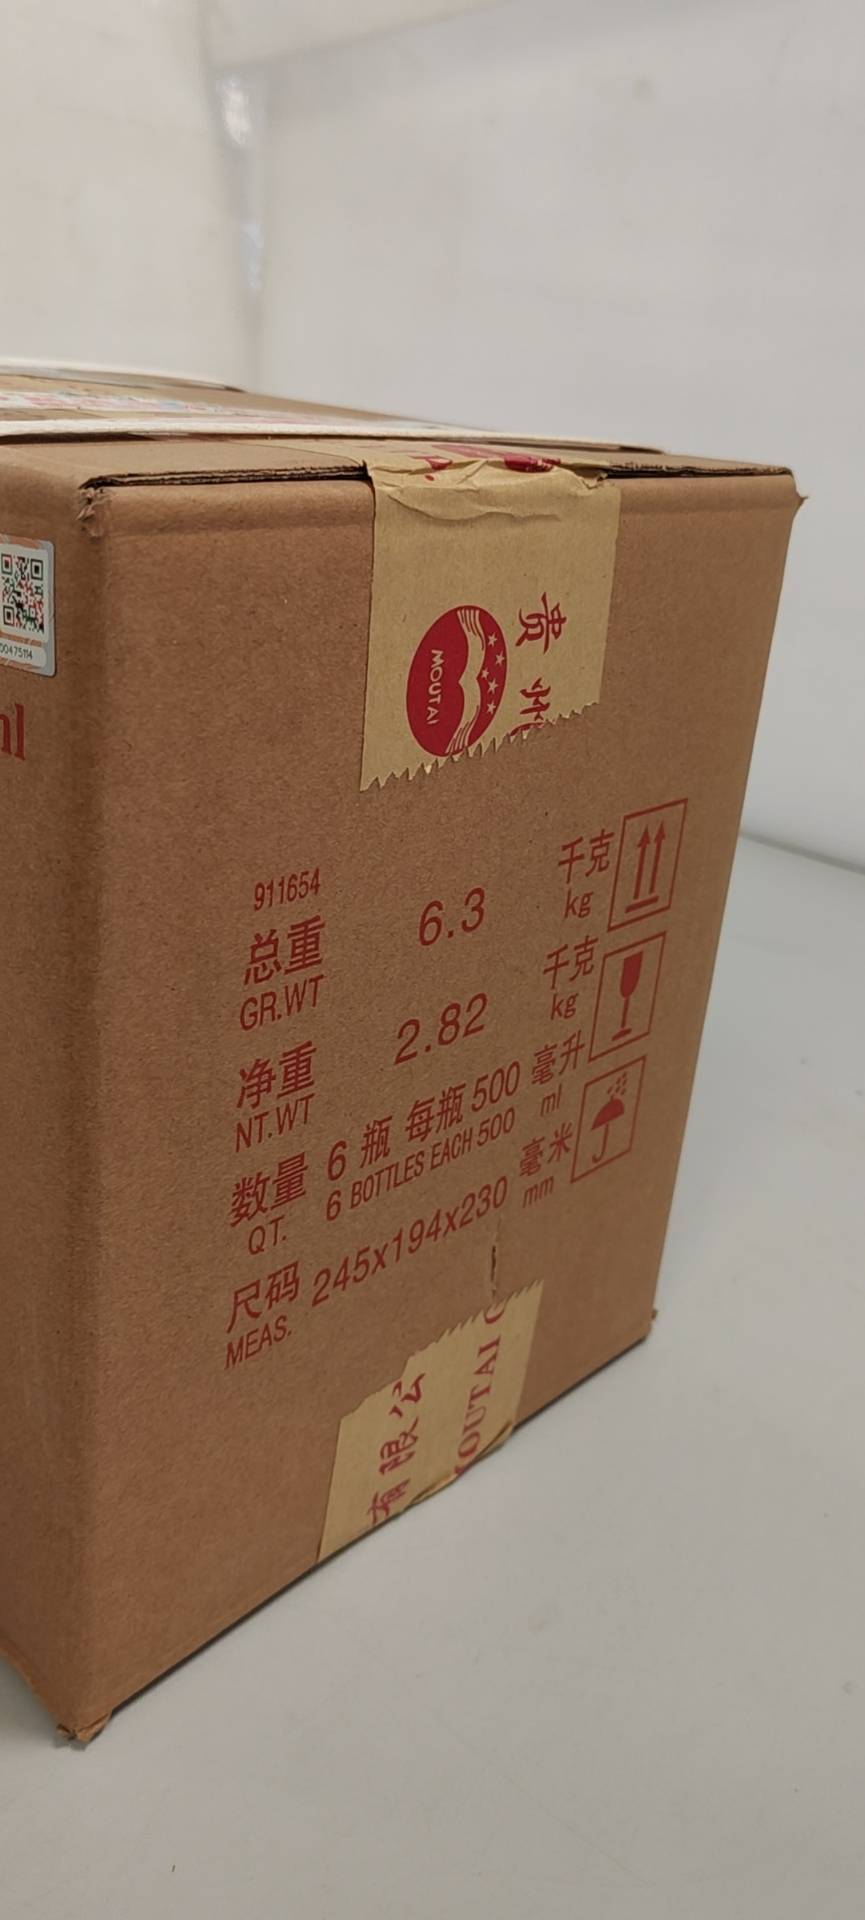 贵州
MOUTAI
00475114
ml
911654
总重 6.3 千克
GR.WT kg
净重 2.82 千克
NT.WT kg
数量 6 瓶 每瓶 500 毫升
QT. 6 BOTTLES EACH 500 ml
尺码 245x194x230 毫米
MEAS. mm
有限公
MOUTAI C